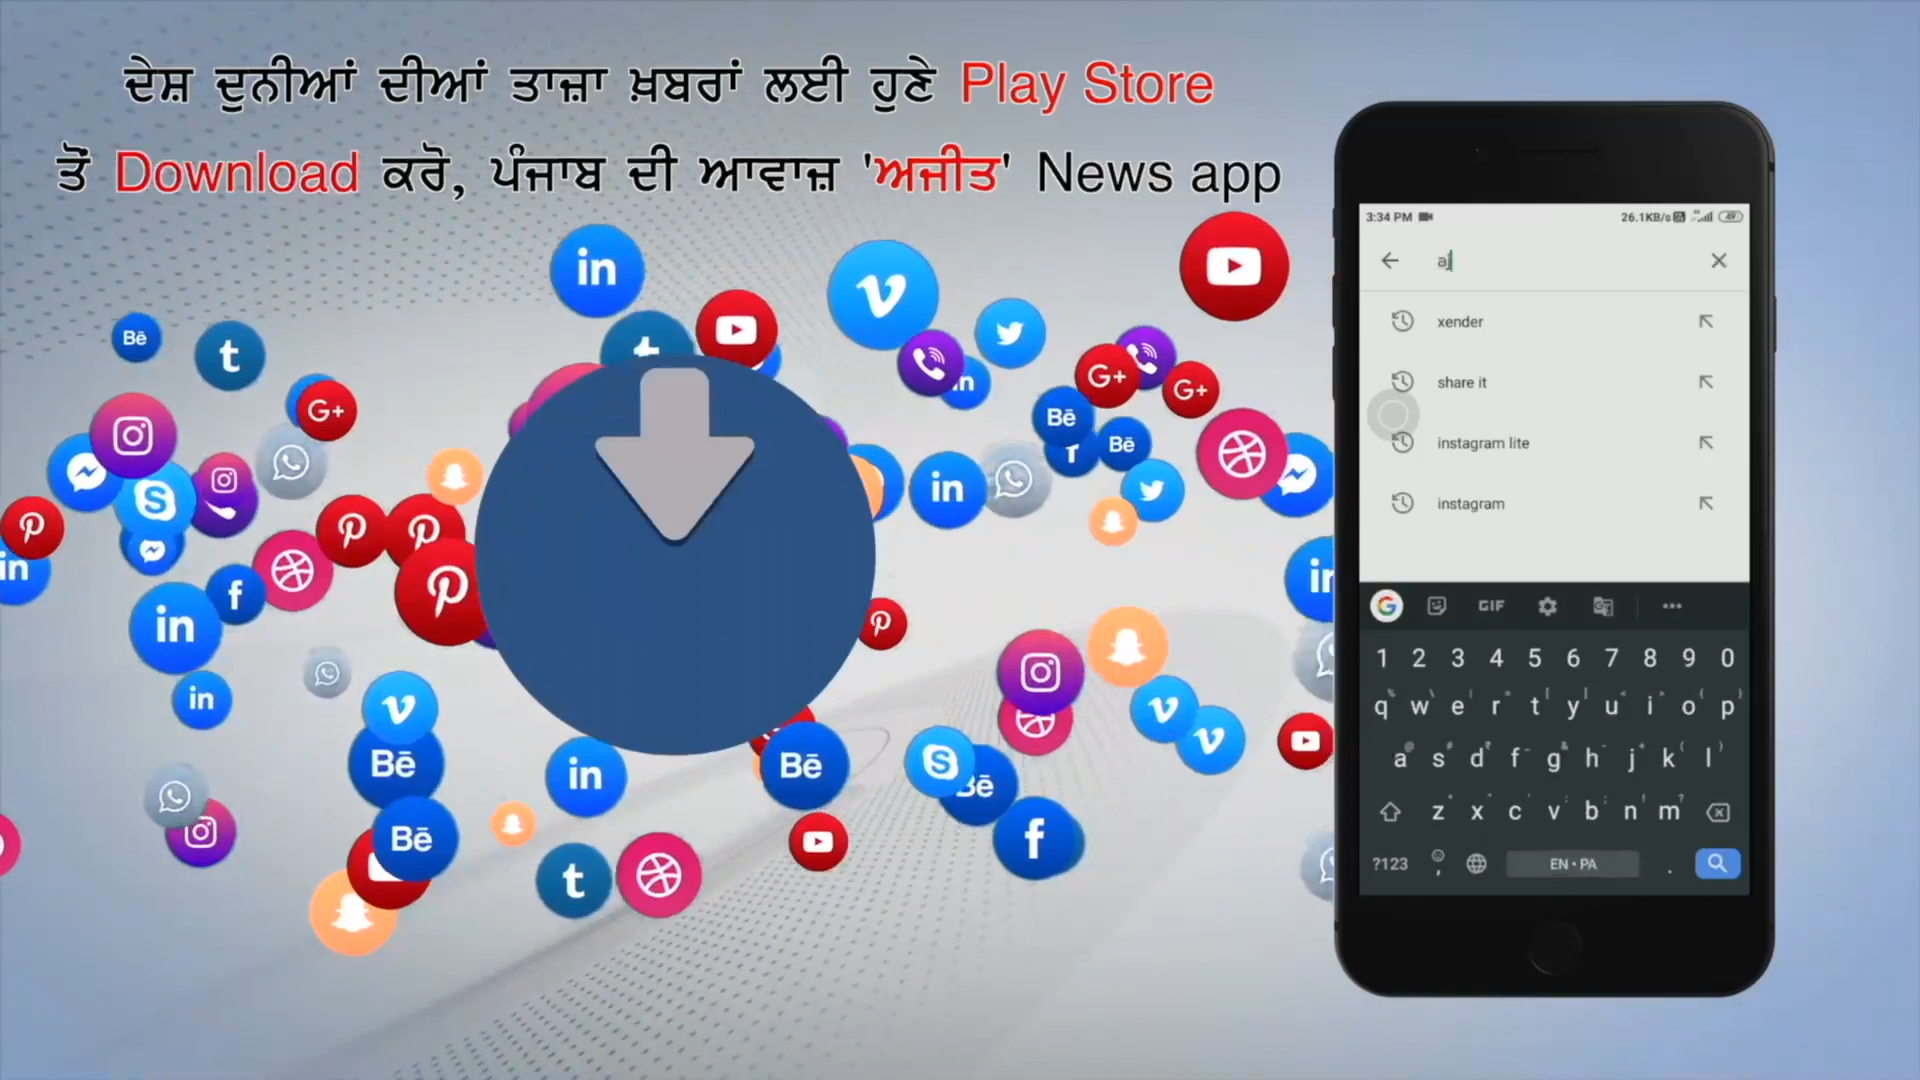 ਦੇਸ਼ ਦੁਨੀਆਂ ਦੀਆਂ ਤਾਜ਼ਾ ਖ਼ਬਰਾਂ ਲਈ ਹੁਣੇ Play Store
ਤੋਂ Download ਕਰੋ, ਪੰਜਾਬ ਦੀ ਆਵਾਜ਼ 'ਅਜੀਤ' News app
3:34 PM 26.1KB/s 49
aj
xender
share it
instagram lite
instagram
GIF
1 2 3 4 5 6 7 8 9 0
q w e r t y u i o p
a s d f g h j k l
z x c v b n m
?123 , EN • PA .